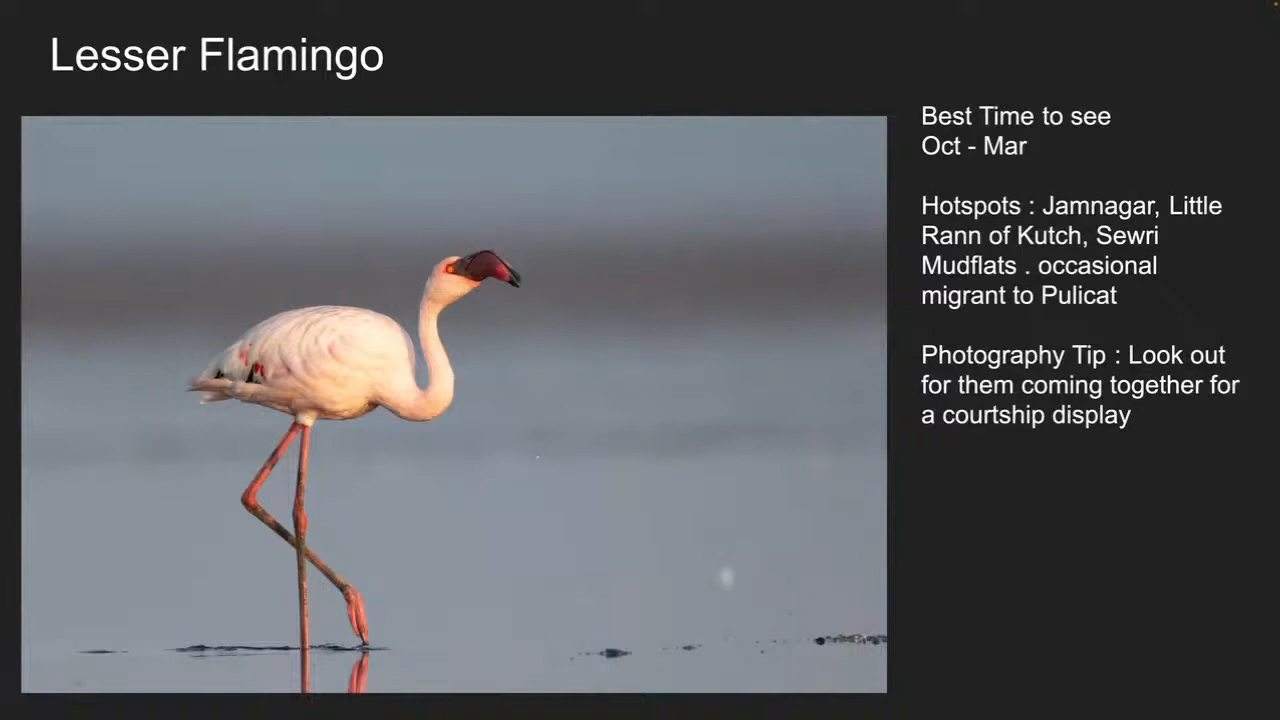 Lesser Flamingo
Best Time to see
Oct - Mar
Hotspots : Jamnagar, Little
Rann of Kutch, Sewri
Mudflats . occasional
migrant to Pulicat
Photography Tip : Look out
for them coming together for
a courtship display